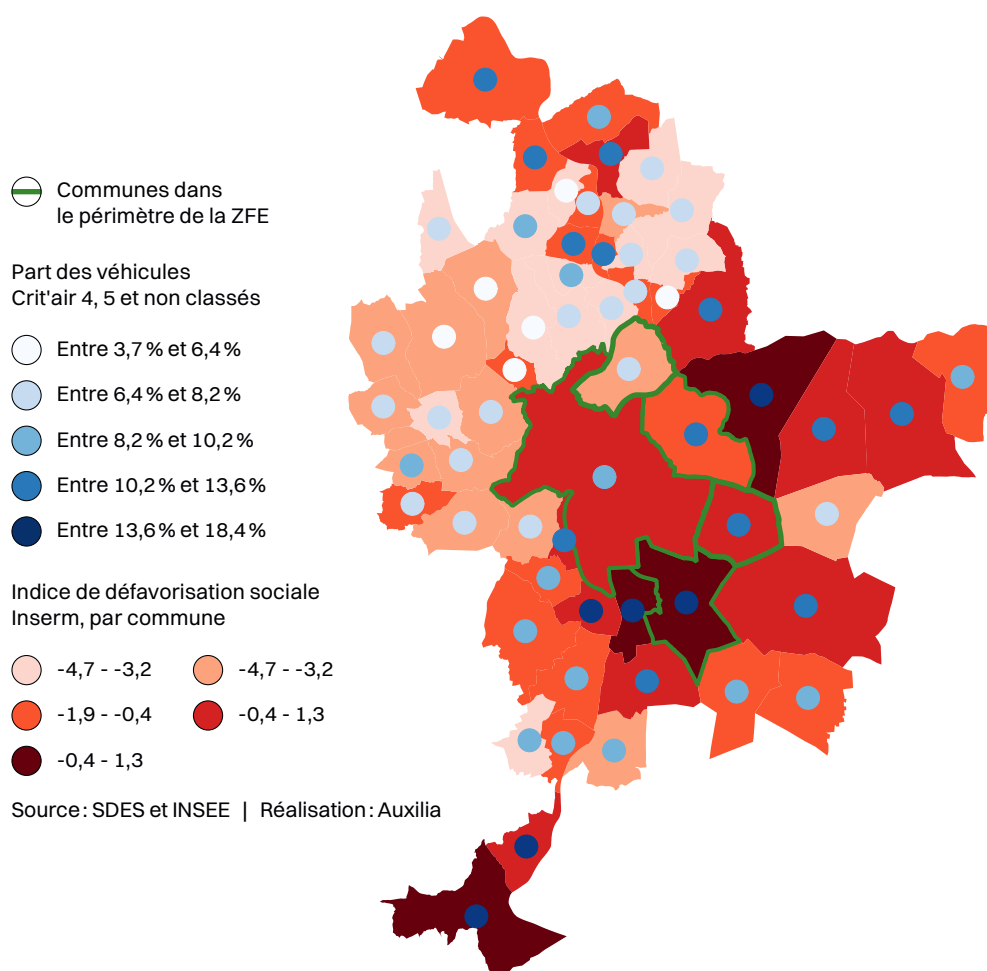 Communes dans
le périmètre de la ZFE
Part des véhicules
Crit'air 4, 5 et non classés
Entre 3,7 % et 6,4 %
Entre 6,4 % et 8,2 %
Entre 8,2 % et 10,2 %
Entre 10,2 % et 13,6 %
Entre 13,6 % et 18,4 %
Indice de défavorisation sociale
Inserm, par commune
-4,7 - -3,2
-4,7 - -3,2
-1,9 - -0,4
-0,4 - 1,3
-0,4 - 1,3
Source : SDES et INSEE | Réalisation : Auxilia